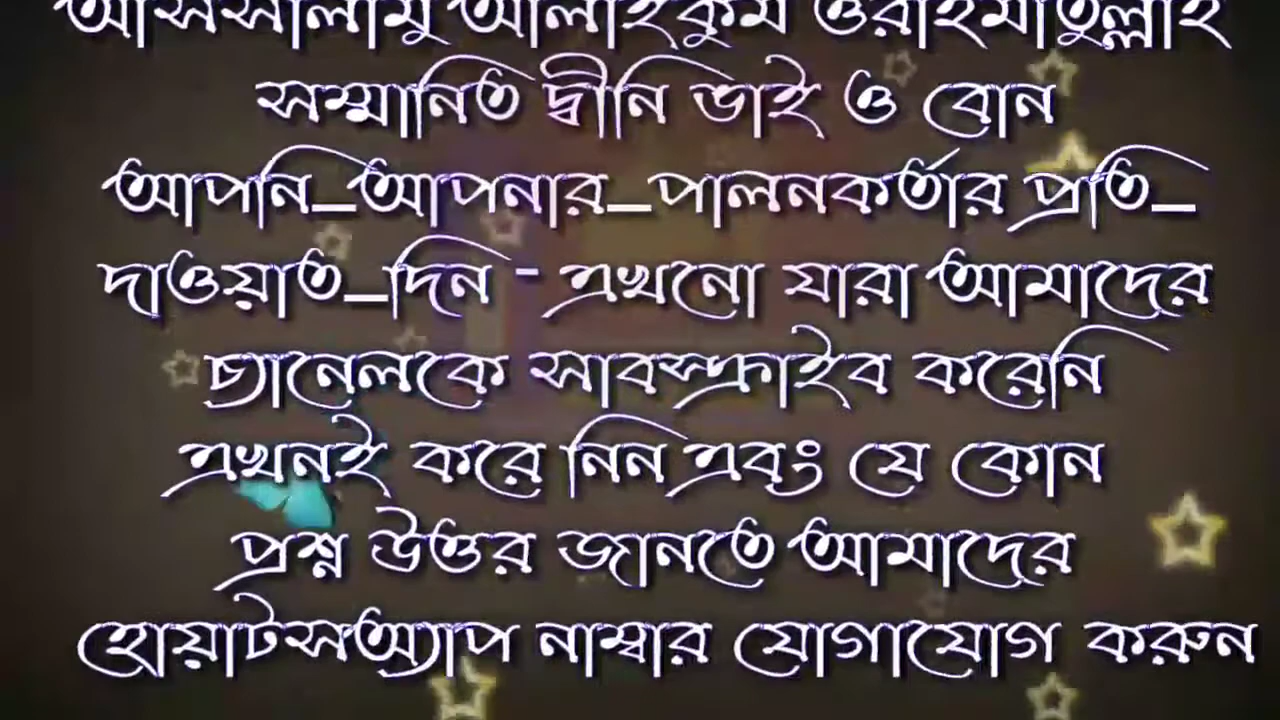 আসসালামু আলাইকুম ওরাহমাতুল্লাহ
সম্মানিত দ্বীনি ভাই ও বোন
আপনি_আপনার_পালনকর্তার প্রতি_
দাওয়াত_দিন - এখনো যারা আমাদের
চ্যানেলকে সাবস্ক্রাইব করেনি
এখনই করে নিন এবং যে কোন
প্রশ্ন উত্তর জানতে আমাদের
হোয়াটসঅ্যাপ নাম্বার যোগাযোগ করুন